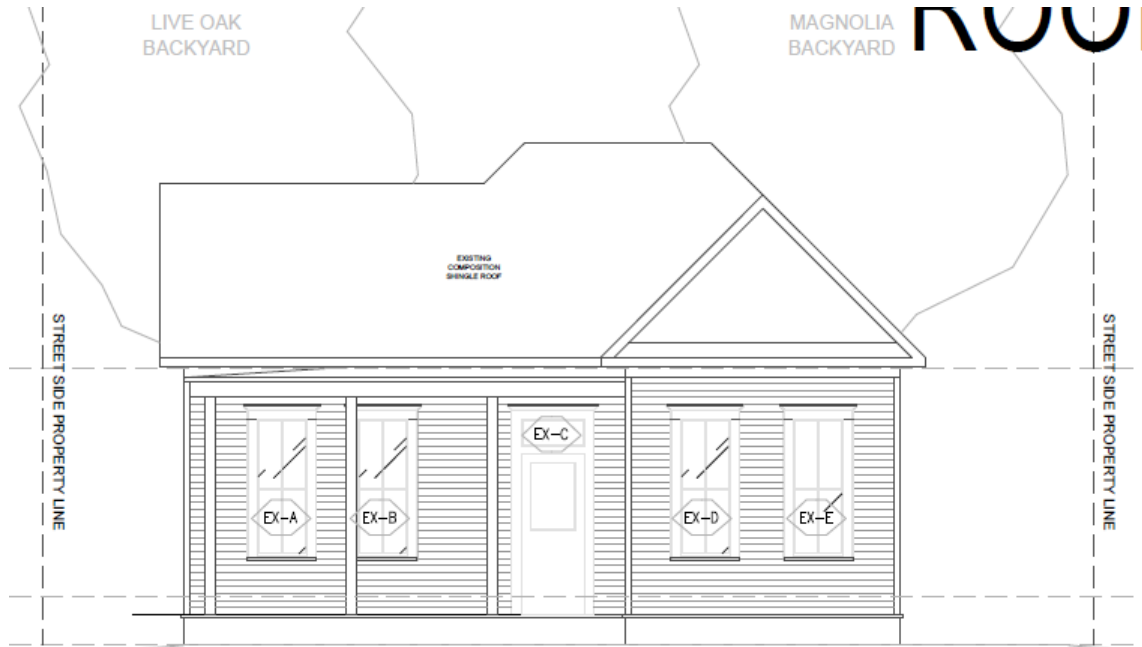 LIVE OAK
BACKYARD
MAGNOLIA
BACKYARD
EXISTING
COMPOSITION
SHINGLE ROOF
STREET SIDE PROPERTY LINE
STREET SIDE PROPERTY LINE
EX-C
EX-A
EX-B
EX-D
EX-E